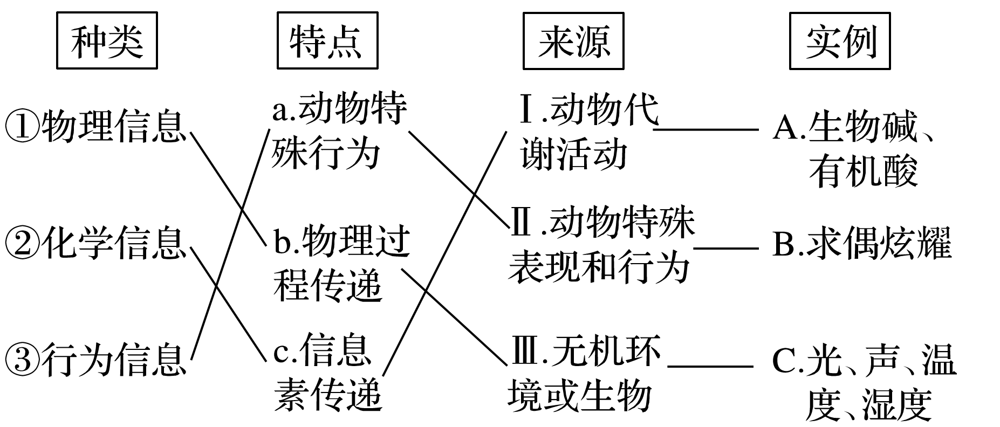 种类
特点
来源
实例
①物理信息
a.动物特
殊行为
Ⅰ.动物代
谢活动
A.生物碱、
有机酸
②化学信息
b.物理过
程传递
Ⅱ.动物特殊
表现和行为
B.求偶炫耀
③行为信息
c.信息
素传递
Ⅲ.无机环
境或生物
C.光、声、温
度、湿度